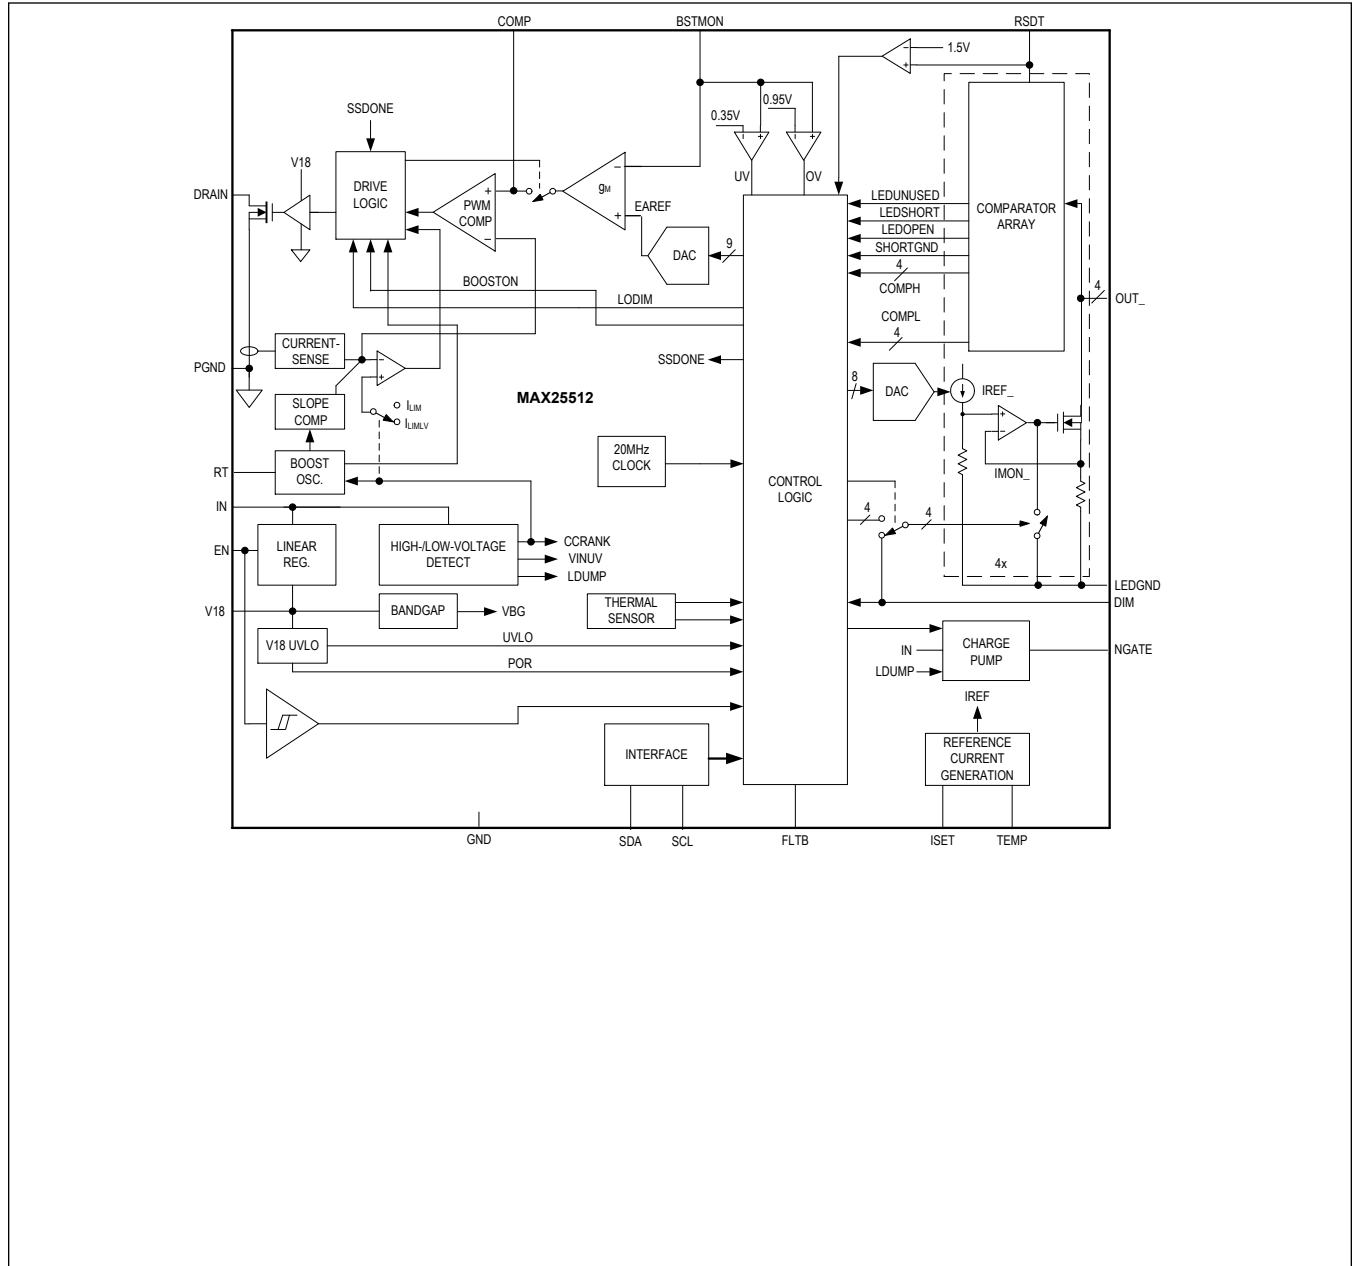 COMP
BSTMON
RSDT
1.5V
−
+
SSDONE
0.35V
0.95V
−
+
−
+
V18
UV
OV
DRAIN
DRIVE
LOGIC
+
PWM
COMP
−
−
gM
+
EAREF
DAC
9
LEDUNUSED
LEDSHORT
LEDOPEN
SHORTGND
4
COMPH
COMPL
4
COMPARATOR
ARRAY
4
OUT_
BOOSTON
LODIM
CURRENT-
SENSE
−
+
PGND
SSDONE
SLOPE
COMP
ILIM
ILIMLV
MAX25512
8
DAC
IREF_
+
−
IMON_
RT
BOOST
OSC.
20MHz
CLOCK
CONTROL
LOGIC
IN
EN
LINEAR
REG.
HIGH-/LOW-VOLTAGE
DETECT
CCRANK
VINUV
LDUMP
4
4
4x
LEDGND
DIM
V18
BANDGAP
VBG
THERMAL
SENSOR
V18 UVLO
UVLO
POR
IN
LDUMP
CHARGE
PUMP
NGATE
IREF
INTERFACE
REFERENCE
CURRENT
GENERATION
GND
SDA
SCL
FLTB
ISET
TEMP